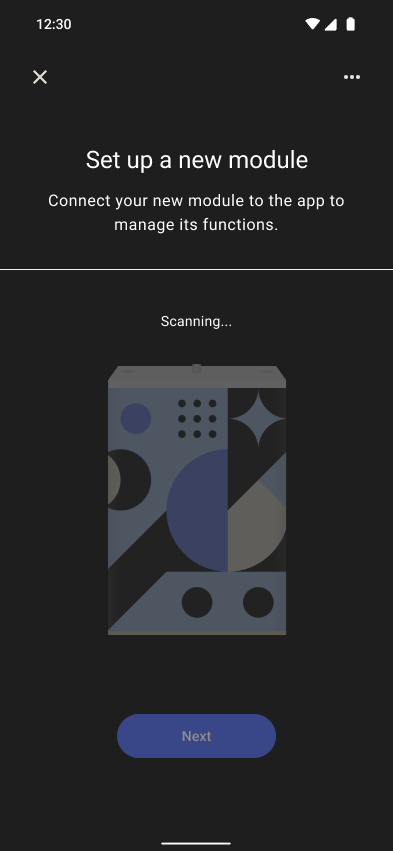 12:30
Set up a new module
Connect your new module to the app to
manage its functions.
Scanning...
Next